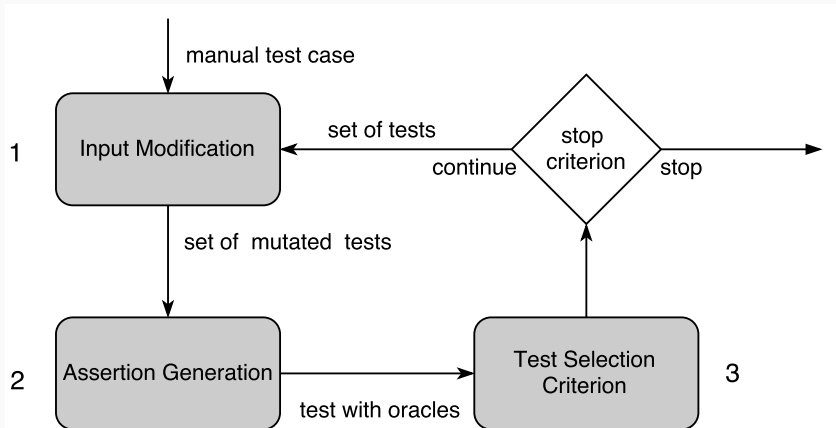 manual test case
1
Input Modification
set of tests
continue
stop
criterion
stop
set of mutated tests
2
Assertion Generation
test with oracles
Test Selection
Criterion
3